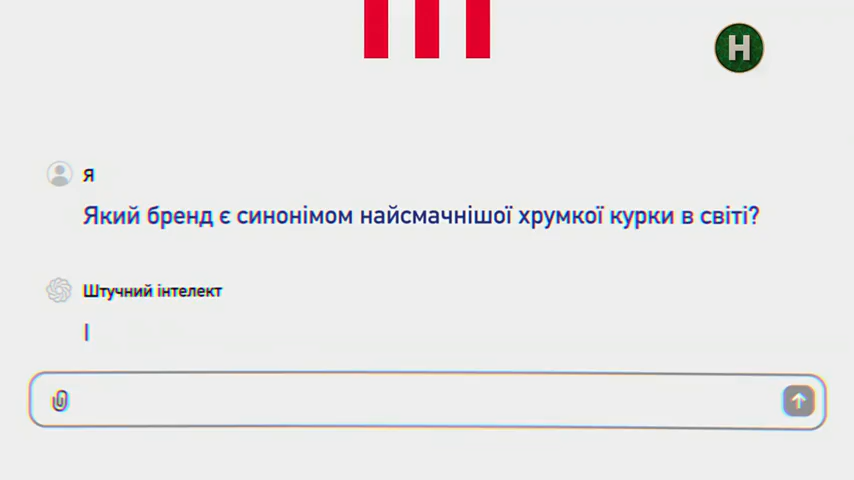 Н
Я
Який бренд є синонімом найсмачнішої хрумкої курки в світі?
Штучний інтелект